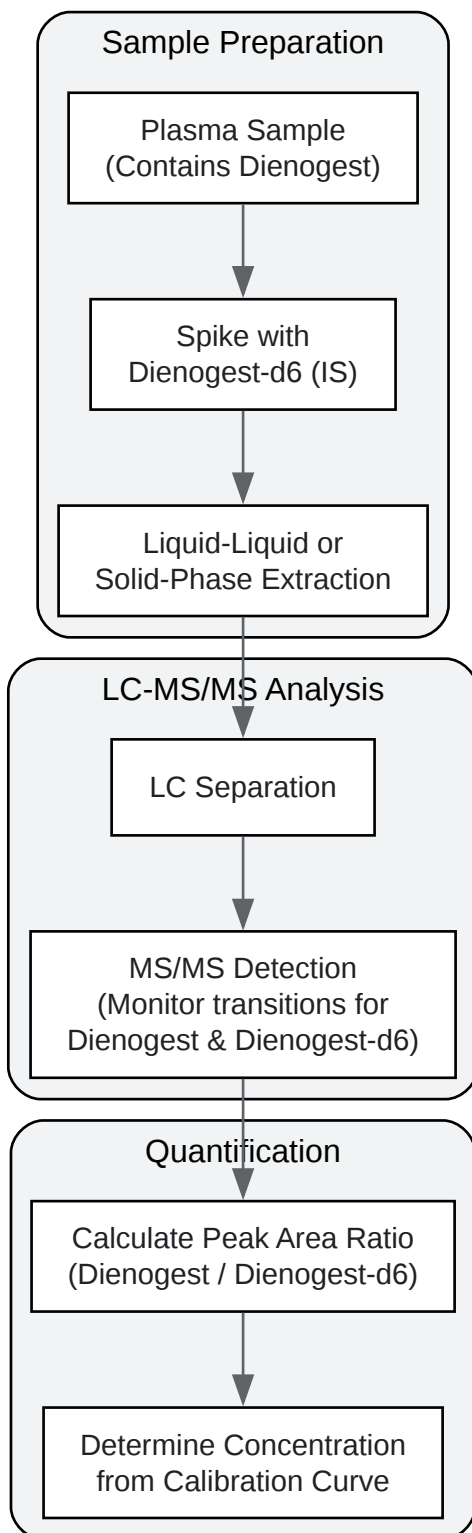 Sample Preparation
Plasma Sample
(Contains Dienogest)
Spike with
Dienogest-d6 (IS)
Liquid-Liquid or
Solid-Phase Extraction
LC-MS/MS Analysis
LC Separation
MS/MS Detection
(Monitor transitions for
Dienogest & Dienogest-d6)
Quantification
Calculate Peak Area Ratio
(Dienogest / Dienogest-d6)
Determine Concentration
from Calibration Curve